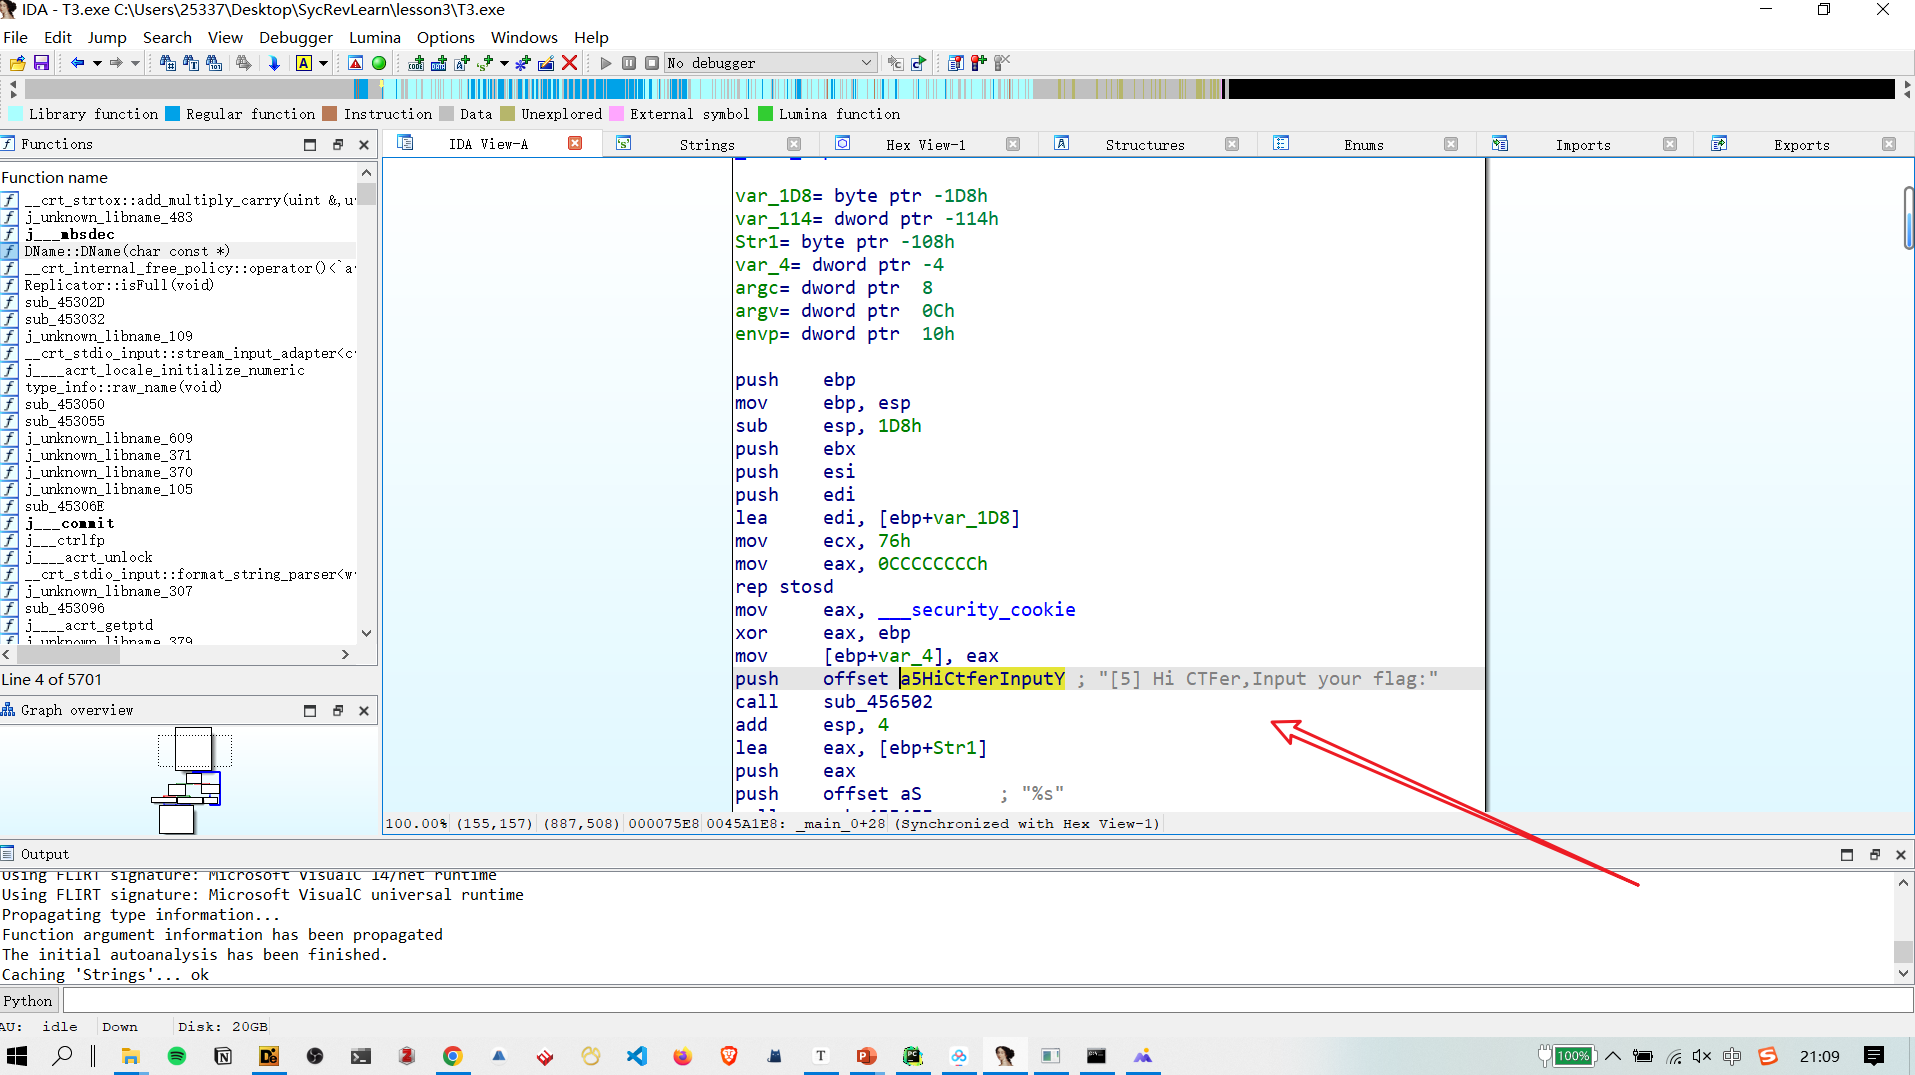 IDA - T3.exe C:\Users\25337\Desktop\SycRevLearn\lesson3\T3.exe
File Edit Jump Search View Debugger Lumina Options Windows Help
No debugger
Library function Regular function Instruction Data Unexplored External symbol Lumina function
Functions
IDA View-A Strings Hex View-1 Structures Enums Imports Exports
Function name
__crt_strtox::add_multiply_carry(uint &,u
j_unknown_libname_483
j___mbsdec
DName::DName(char const *)
__crt_internal_free_policy::operator()<`a
Replicator::isFull(void)
sub_45302D
sub_453032
j_unknown_libname_109
__crt_stdio_input::stream_input_adapter<c
j____acrt_locale_initialize_numeric
type_info::raw_name(void)
sub_453050
sub_453055
j_unknown_libname_609
j_unknown_libname_371
j_unknown_libname_370
j_unknown_libname_105
sub_45306E
j___commit
j___ctrlfp
j____acrt_unlock
__crt_stdio_input::format_string_parser<w
j_unknown_libname_307
sub_453096
j____acrt_getptd
j_unknown_libname_379
Line 4 of 5701
Graph overview
var_1D8= byte ptr -1D8h
var_114= dword ptr -114h
Str1= byte ptr -108h
var_4= dword ptr -4
argc= dword ptr  8
argv= dword ptr  0Ch
envp= dword ptr  10h
push    ebp
mov     ebp, esp
sub     esp, 1D8h
push    ebx
push    esi
push    edi
lea     edi, [ebp+var_1D8]
mov     ecx, 76h
mov     eax, 0CCCCCCCCh
rep stosd
mov     eax, ___security_cookie
xor     eax, ebp
mov     [ebp+var_4], eax
push    offset a5HiCtferInputY ; "[5] Hi CTFer,Input your flag:"
call    sub_456502
add     esp, 4
lea     eax, [ebp+Str1]
push    eax
push    offset aS       ; "%s"
100.00% (155,157) (887,508) 000075E8 0045A1E8: _main_0+28 (Synchronized with Hex View-1)
Output
Using FLIRT signature: Microsoft VisualC 14/net runtime
Using FLIRT signature: Microsoft VisualC universal runtime
Propagating type information...
Function argument information has been propagated
The initial autoanalysis has been finished.
Caching 'Strings'... ok
Python
AU: idle Down Disk: 20GB
100% 中 21:09